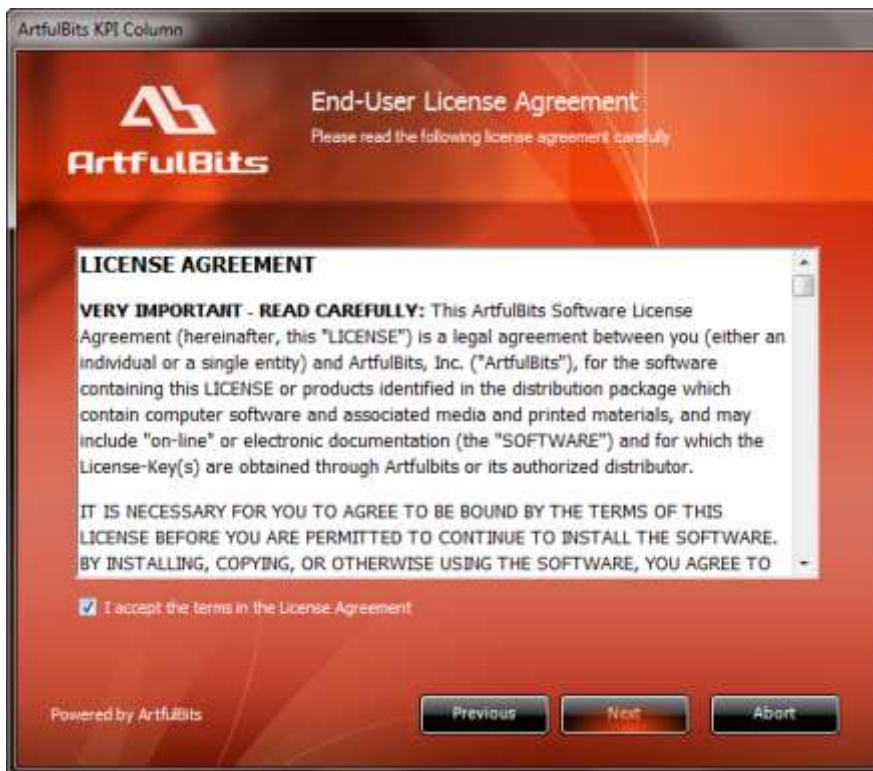 ArtfulBits KPI Column
ArtfulBits
End-User License Agreement
Please read the following license agreement carefully
LICENSE AGREEMENT
VERY IMPORTANT - READ CAREFULLY: This ArtfulBits Software License
Agreement (hereinafter, this "LICENSE") is a legal agreement between you (either an
individual or a single entity) and ArtfulBits, Inc. ("ArtfulBits"), for the software
containing this LICENSE or products identified in the distribution package which
contain computer software and associated media and printed materials, and may
include "on-line" or electronic documentation (the "SOFTWARE") and for which the
License-Key(s) are obtained through Artfulbits or its authorized distributor.
IT IS NECESSARY FOR YOU TO AGREE TO BE BOUND BY THE TERMS OF THIS
LICENSE BEFORE YOU ARE PERMITTED TO CONTINUE TO INSTALL THE SOFTWARE.
BY INSTALLING, COPYING, OR OTHERWISE USING THE SOFTWARE, YOU AGREE TO
I accept the terms in the License Agreement
Powered by ArtfulBits
Previous
Next
Abort